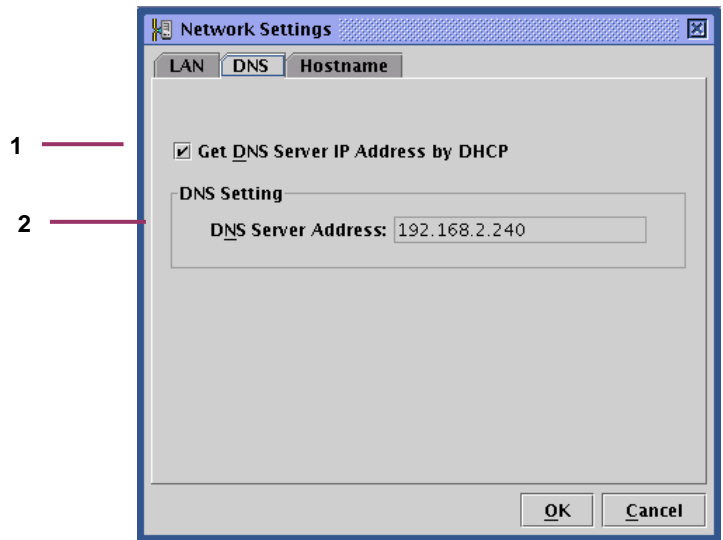 Network Settings
LAN DNS Hostname
1
Get DNS Server IP Address by DHCP
DNS Setting
2
DNS Server Address: 192.168.2.240
OK Cancel